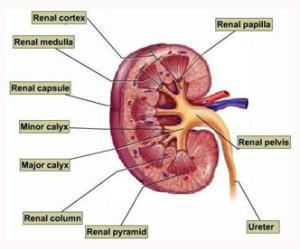 Renal cortex
Renal papilla
Renal medulla
Renal capsule
Minor calyx
Renal pelvis
Major calyx
Renal column
Renal pyramid
Ureter